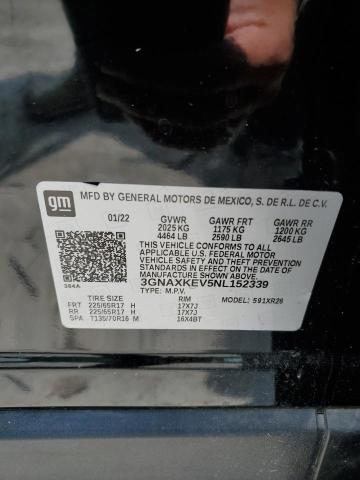 gm
MFD BY GENERAL MOTORS DE MEXICO, S. DE R.L. DE C.V.
01/22 GVWR GAWR FRT GAWR RR
2025 KG 1175 KG 1200 KG
4464 LB 2590 LB 2645 LB
THIS VEHICLE CONFORMS TO ALL
APPLICABLE U.S. FEDERAL MOTOR
VEHICLE SAFETY, BUMPER, AND THEFT
PREVENTION STANDARDS IN EFFECT ON
THE DATE OF MANUFACTURE SHOWN ABOVE.
3GNAXKEV5NL152339
384A TYPE: M.P.V. MODEL: 591XR26
TIRE SIZE RIM
FRT 225/65R17 H 17X7J
RR 225/65R17 H 17X7J
SPA T135/70R16 M 16X4BT